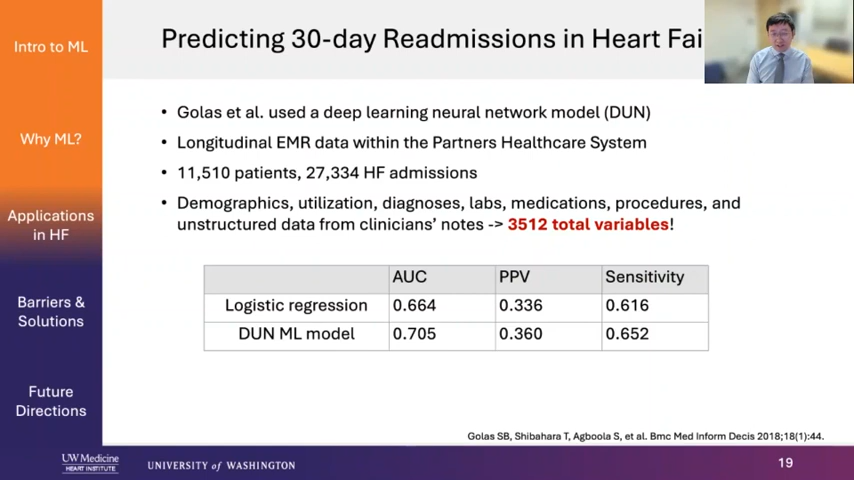 Predicting 30-day Readmissions in Heart Fai
Intro to ML
Why ML?
Applications
in HF
Barriers &
Solutions
Future
Directions
• Golas et al. used a deep learning neural network model (DUN)
• Longitudinal EMR data within the Partners Healthcare System
• 11,510 patients, 27,334 HF admissions
• Demographics, utilization, diagnoses, labs, medications, procedures, and
unstructured data from clinicians' notes -> 3512 total variables!
AUC PPV Sensitivity
Logistic regression 0.664 0.336 0.616
DUN ML model 0.705 0.360 0.652
Golas SB, Shibahara T, Agboola S, et al. Bmc Med Inform Decis 2018;18(1):44.
UW Medicine
HEART INSTITUTE
UNIVERSITY of WASHINGTON
19